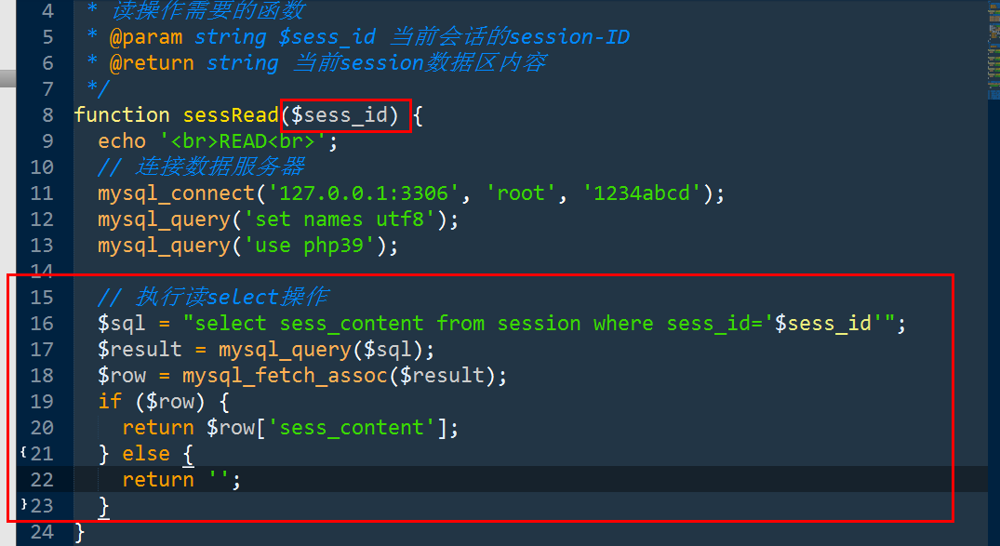 4 * 读操作需要的函数
5 * @param string $sess_id 当前会话的session-ID
6 * @return string 当前session数据区内容
7 */
8 function sessRead($sess_id) {
9 echo '<br>READ<br>';
10 // 连接数据服务器
11 mysql_connect('127.0.0.1:3306', 'root', '1234abcd');
12 mysql_query('set names utf8');
13 mysql_query('use php39');
14
15 // 执行读select操作
16 $sql = "select sess_content from session where sess_id='$sess_id'";
17 $result = mysql_query($sql);
18 $row = mysql_fetch_assoc($result);
19 if ($row) {
20 return $row['sess_content'];
{21 } else {
22 return '';
}23 }
24 }